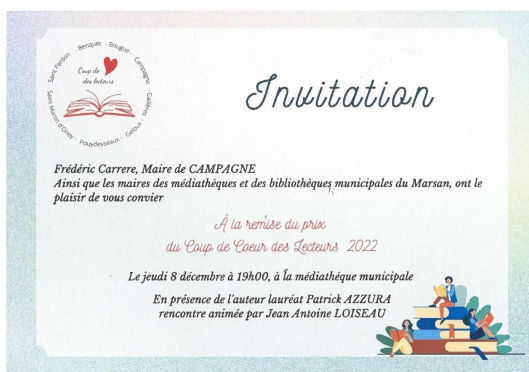 Saint Perdon - Benquet - Bougue - Campagne - Gaillères - Geloux - Pouydesseaux - Saint Martin d'Oney
Coup de
des lecteurs
Invitation
Frédéric Carrere, Maire de CAMPAGNE
Ainsi que les maires des médiathèques et des bibliothèques municipales du Marsan, ont le
plaisir de vous convier
À la remise du prix
du Coup de Coeur des Lecteurs 2022
Le jeudi 8 décembre à 19h00, à la médiathéque municipale
En présence de l'auteur lauréat Patrick AZZURA
rencontre animée par Jean Antoine LOISEAU